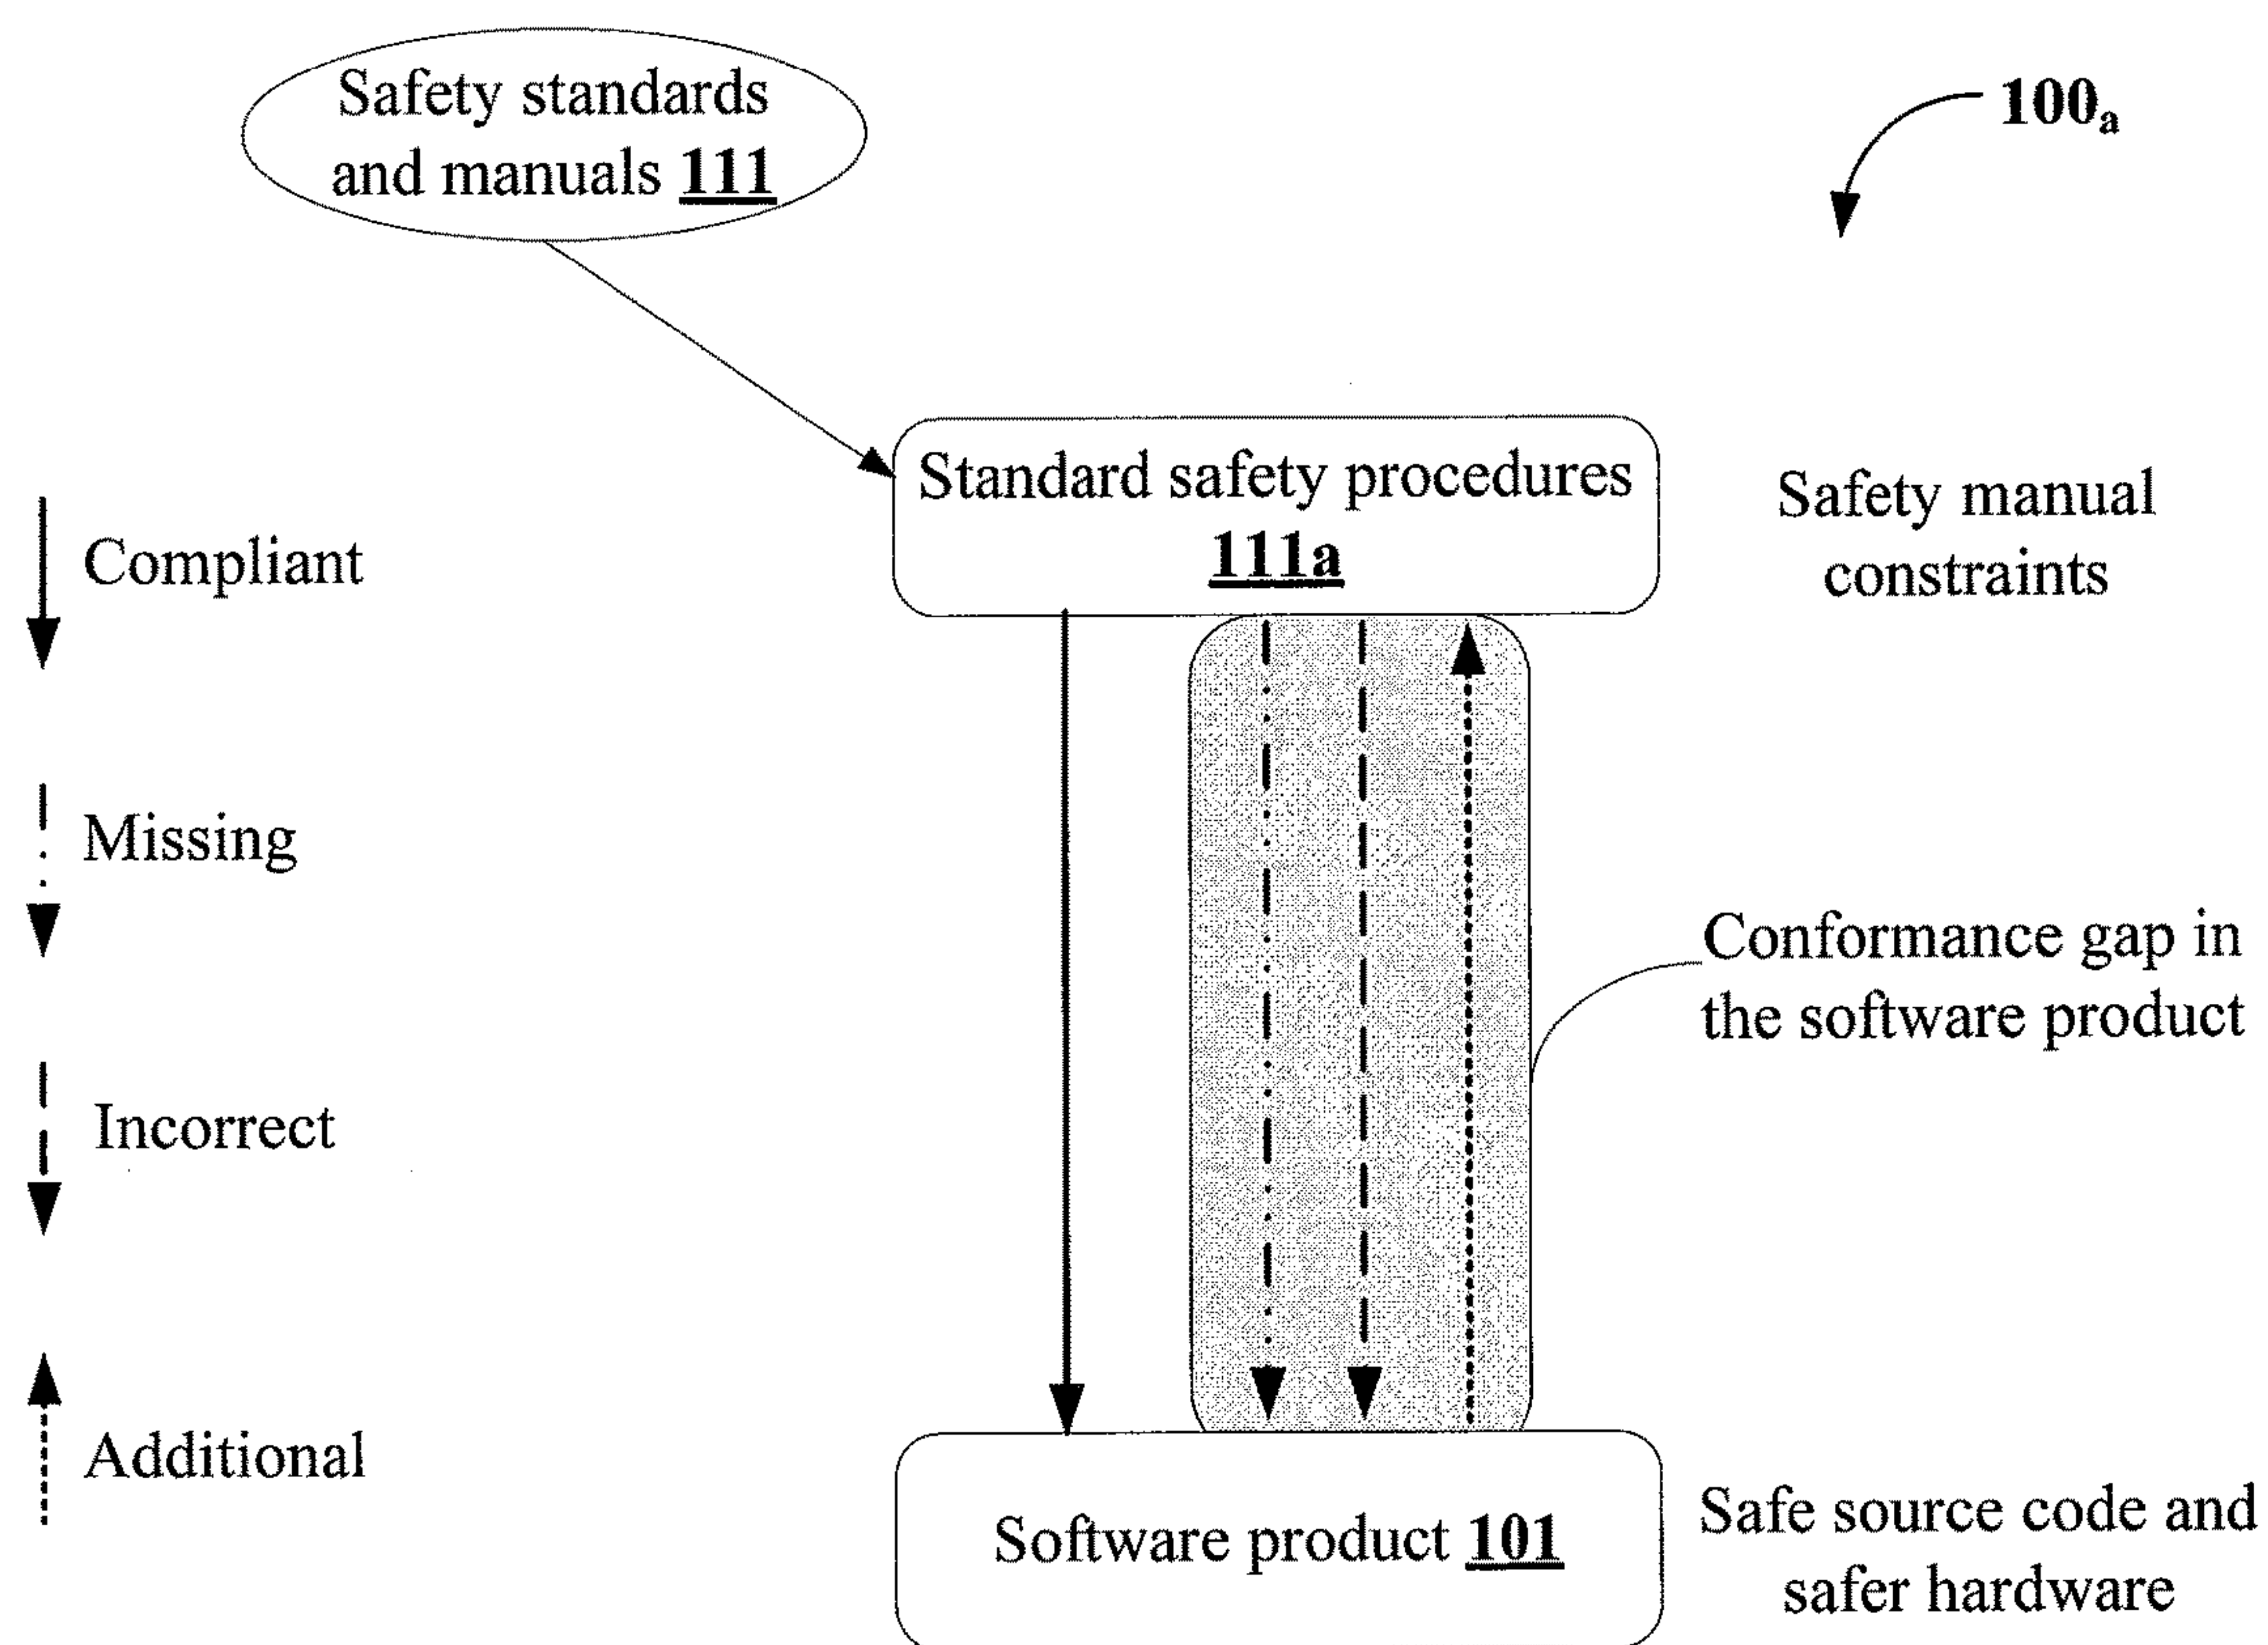 Safety standards
and manuals 111
100a
Standard safety procedures
111a
Safety manual
constraints
Compliant
Missing
Incorrect
Additional
Conformance gap in
the software product
Software product 101
Safe source code and
safer hardware